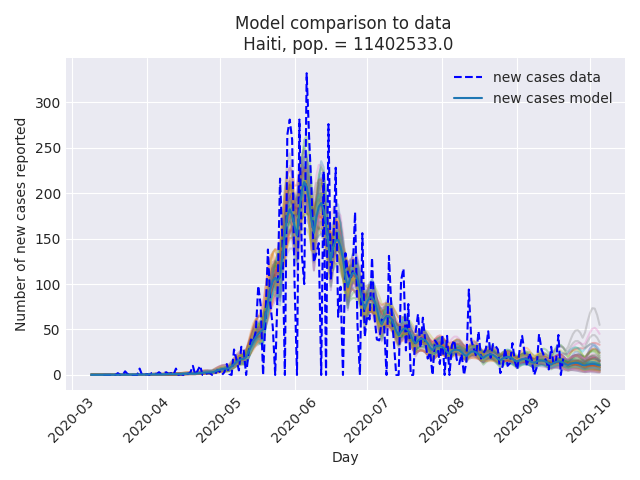 Model comparison to data
Haiti, pop. = 11402533.0
new cases data
new cases model
Number of new cases reported
300
250
200
150
100
50
0
2020-03
2020-04
2020-05
2020-06
2020-07
2020-08
2020-09
2020-10
Day